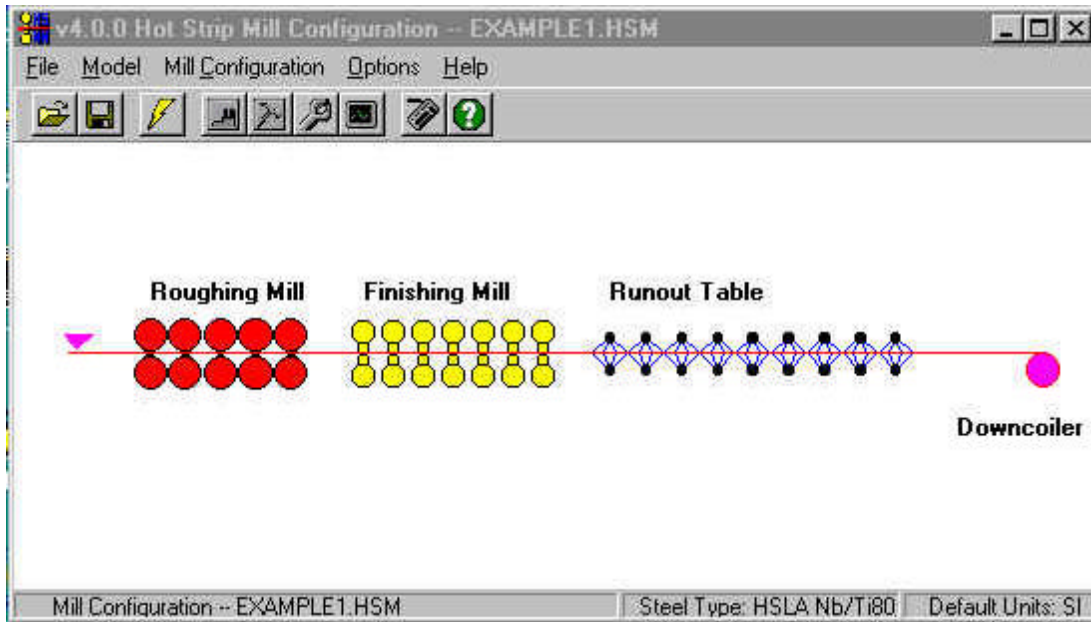 v4.0.0 Hot Strip Mill Configuration -- EXAMPLE1.HSM
File Model Mill Configuration Options Help
Roughing Mill Finishing Mill Runout Table
Downcoiler
Mill Configuration -- EXAMPLE1.HSM Steel Type: HSLA Nb/Ti80 Default Units: SI